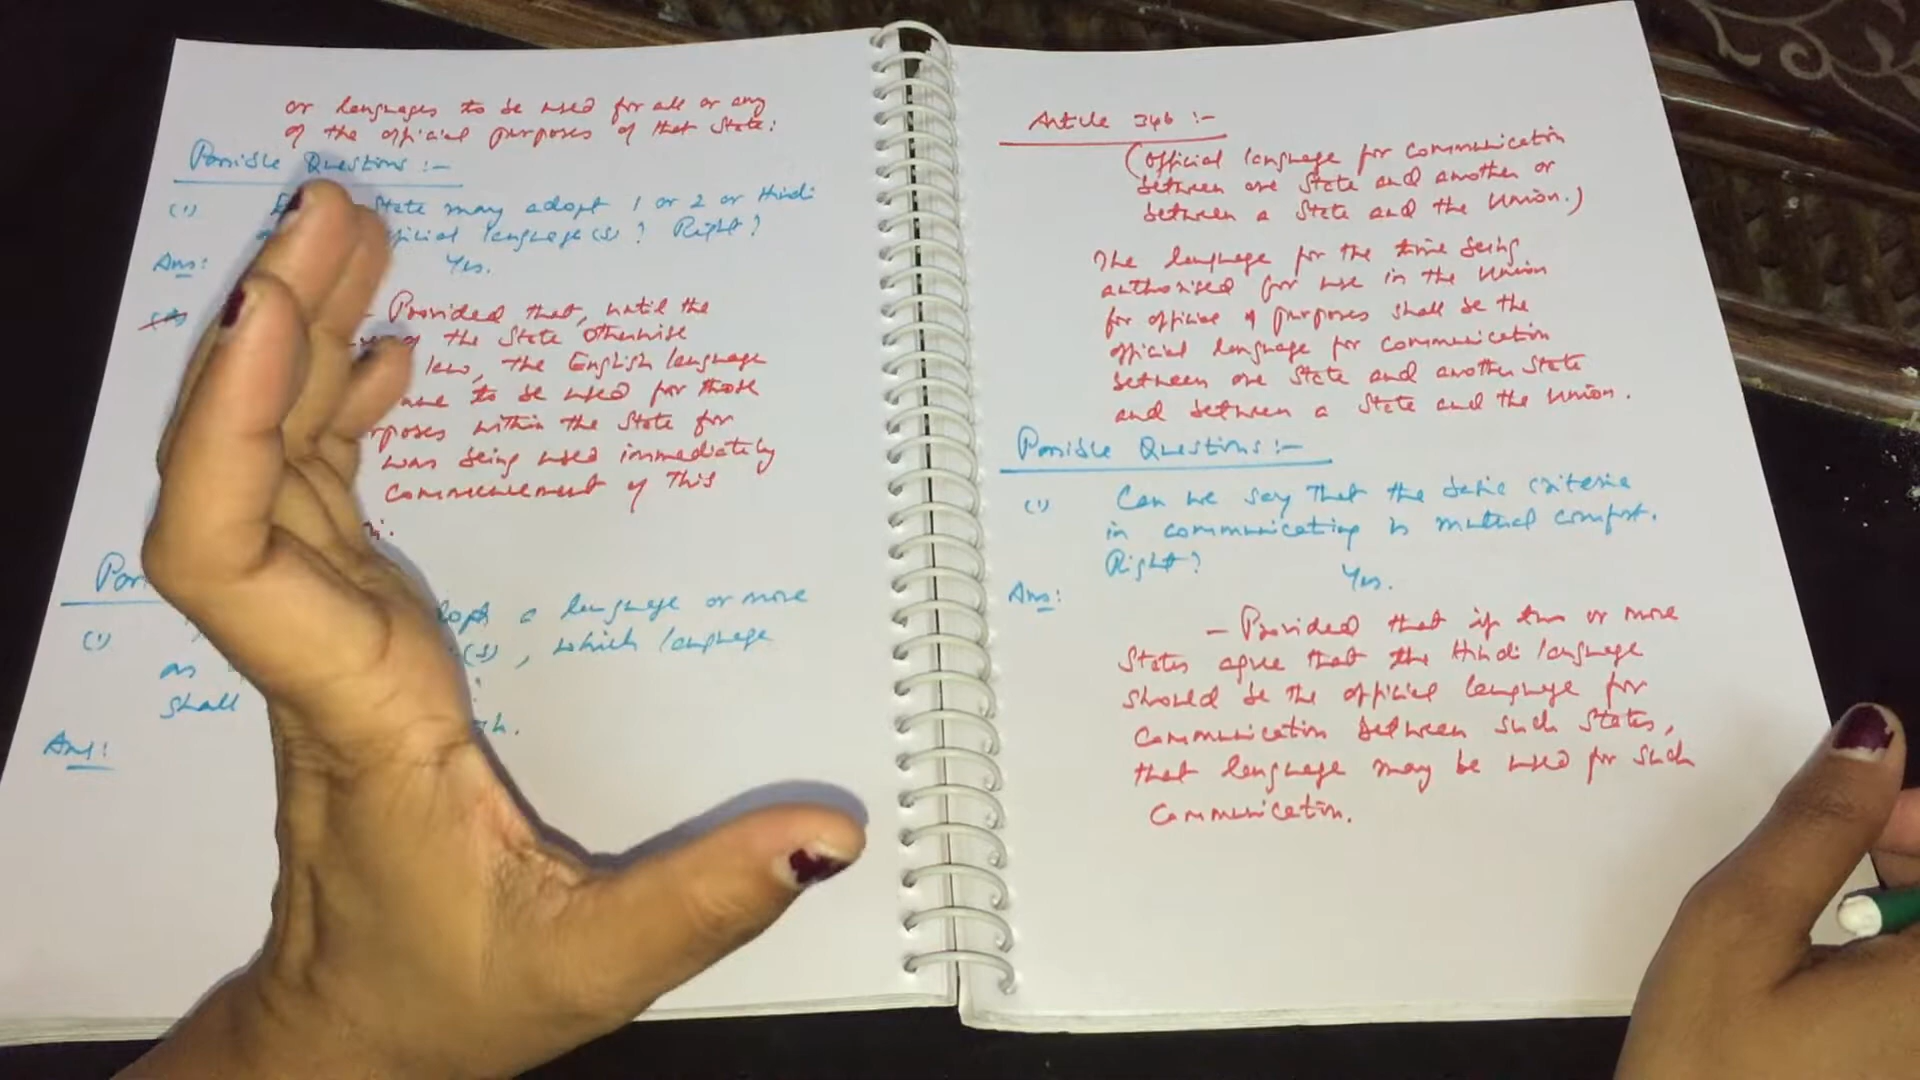 or languages to be used for all or any
of the official purposes of that State:
Possible Questions :-
(1) State may adopt 1 or 2 or Hindi
official language(s)? Right?
Ans: Yes.
- Provided that, until the
of the State otherwise
law, the English language
to be used for those
within the State for
was being used immediately
commencement of This
(1) a language or more
as (s), which language
shall
Ans:
Article 346 :-
(Official language for communication
between one State and another or
between a State and the Union.)
The language for the time being
authorised for use in the Union
for official of purposes shall be the
official language for communication
between one State and another State
and between a State and the Union.
Possible Questions :-
(1) Can we say that the basic criteria
in communicating is mutual comfort.
Right?
Ans: Yes.
- Provided that if two or more
States agree that the Hindi language
should be the official language for
communication between such States,
that language may be used for such
communication.